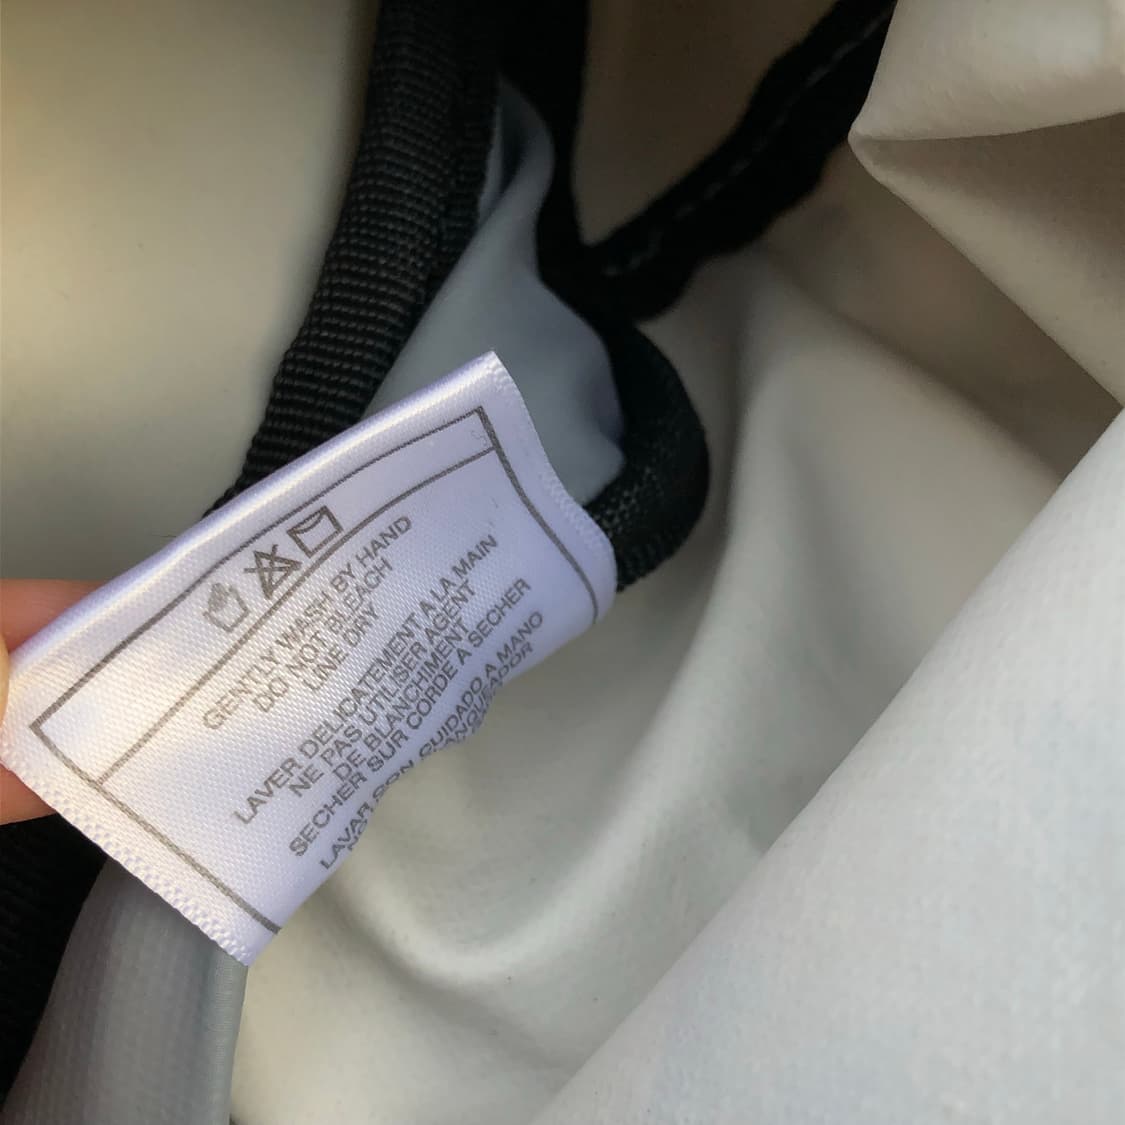 GENTLY WASH BY HAND
DO NOT BLEACH
LINE DRY
LAVER DELICATEMENT A LA MAIN
NE PAS UTILISER AGENT
DE BLANCHMENT
SECHER SUR CORDE A SECHER
LAVAR CON CUIDADO A MANO